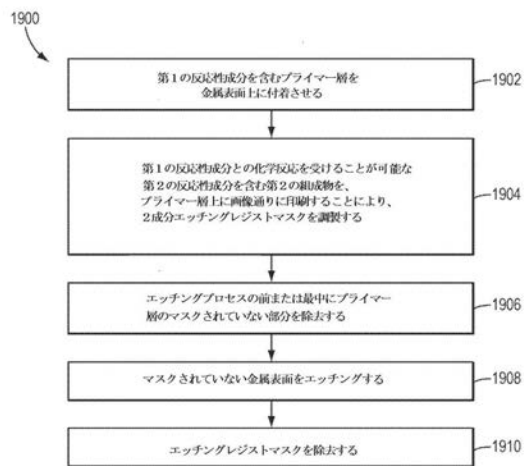 1900
第1の反応性成分を含むプライマー層を
金属表面上に付着させる
1902
第1の反応性成分との化学反応を受けることが可能な
第2の反応性成分を含む第2の組成物を、
プライマー層上に画像通りに印刷することにより、
2成分エッチングレジストマスクを調製する
1904
エッチングプロセスの前または最中にプライマー
層のマスクされていない部分を除去する
1906
マスクされていない金属表面をエッチングする
1908
エッチングレジストマスクを除去する
1910